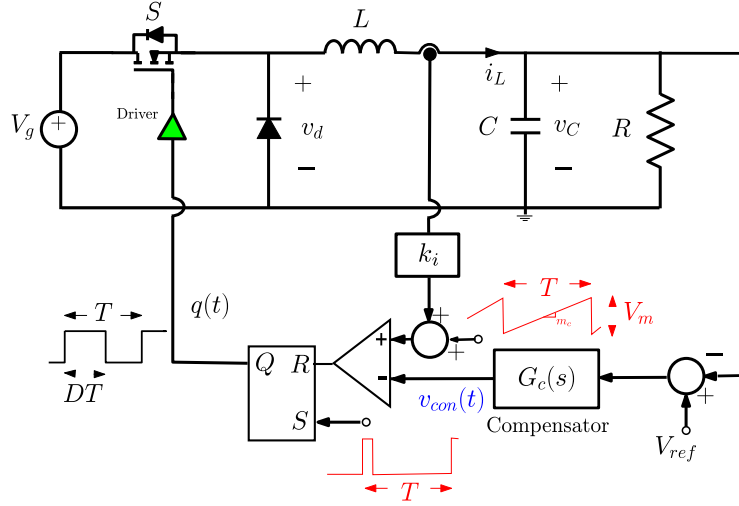 S
L
i_L
Driver
V_g
+
+
v_d
−
C
+
v_C
−
R
k_i
T
q(t)
T
V_m
m_c
+
+
DT
Q
R
S
+
-
v_con(t)
G_c(s)
Compensator
−
+
V_ref
T